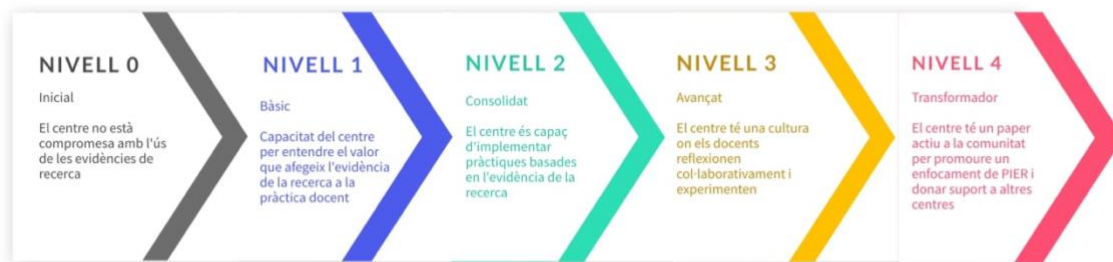 NIVELL 0
Inicial
El centre no està
compromesa amb l'ús
de les evidències de
recerca
NIVELL 1
Bàsic
Capacitat del centre
per entendre el valor
que afegeix l'evidència
de la recerca a la
pràctica docent
NIVELL 2
Consolidat
El centre és capaç
d'implementar
pràctiques basades
en l'evidència de la
recerca
NIVELL 3
Avançat
El centre té una cultura
on els docents
reflexionen
col·laborativament i
experimenten
NIVELL 4
Transformador
El centre té un paper
actiu a la comunitat
per promoure un
enfocament de PIER i
donar suport a altres
centres